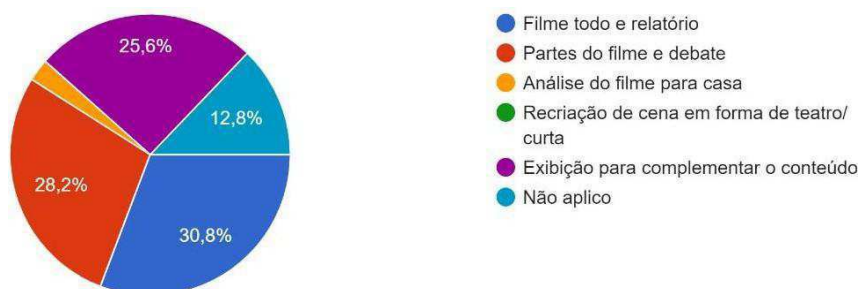 25,6%
12,8%
28,2%
30,8%
Filme todo e relatório
Partes do filme e debate
Análise do filme para casa
Recriação de cena em forma de teatro/
curta
Exibição para complementar o conteúdo
Não aplico